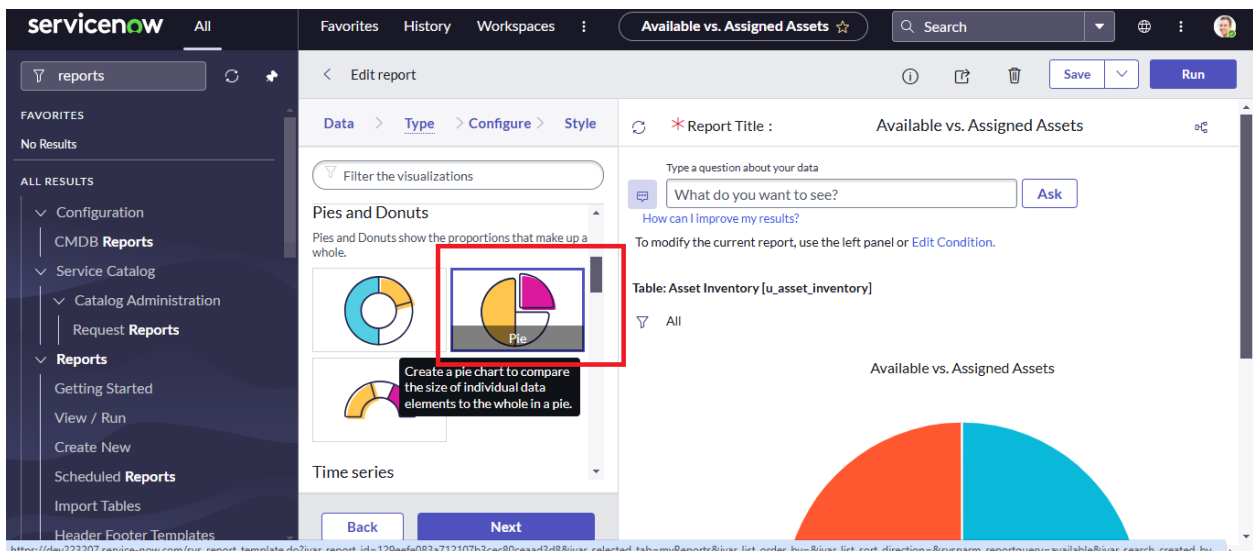 servicenow All Favorites History Workspaces Available vs. Assigned Assets Search
reports
FAVORITES
No Results
ALL RESULTS
Configuration
CMDB Reports
Service Catalog
Catalog Administration
Request Reports
Reports
Getting Started
View / Run
Create New
Scheduled Reports
Import Tables
Header Footer Templates
Edit report
Save Run
Data > Type > Configure > Style
Filter the visualizations
Pies and Donuts
Pies and Donuts show the proportions that make up a
whole.
Pie
Create a pie chart to compare
the size of individual data
elements to the whole in a pie.
Time series
Back Next
*Report Title : Available vs. Assigned Assets
Type a question about your data
What do you want to see? Ask
How can I improve my results?
To modify the current report, use the left panel or Edit Condition.
Table: Asset Inventory [u_asset_inventory]
All
Available vs. Assigned Assets